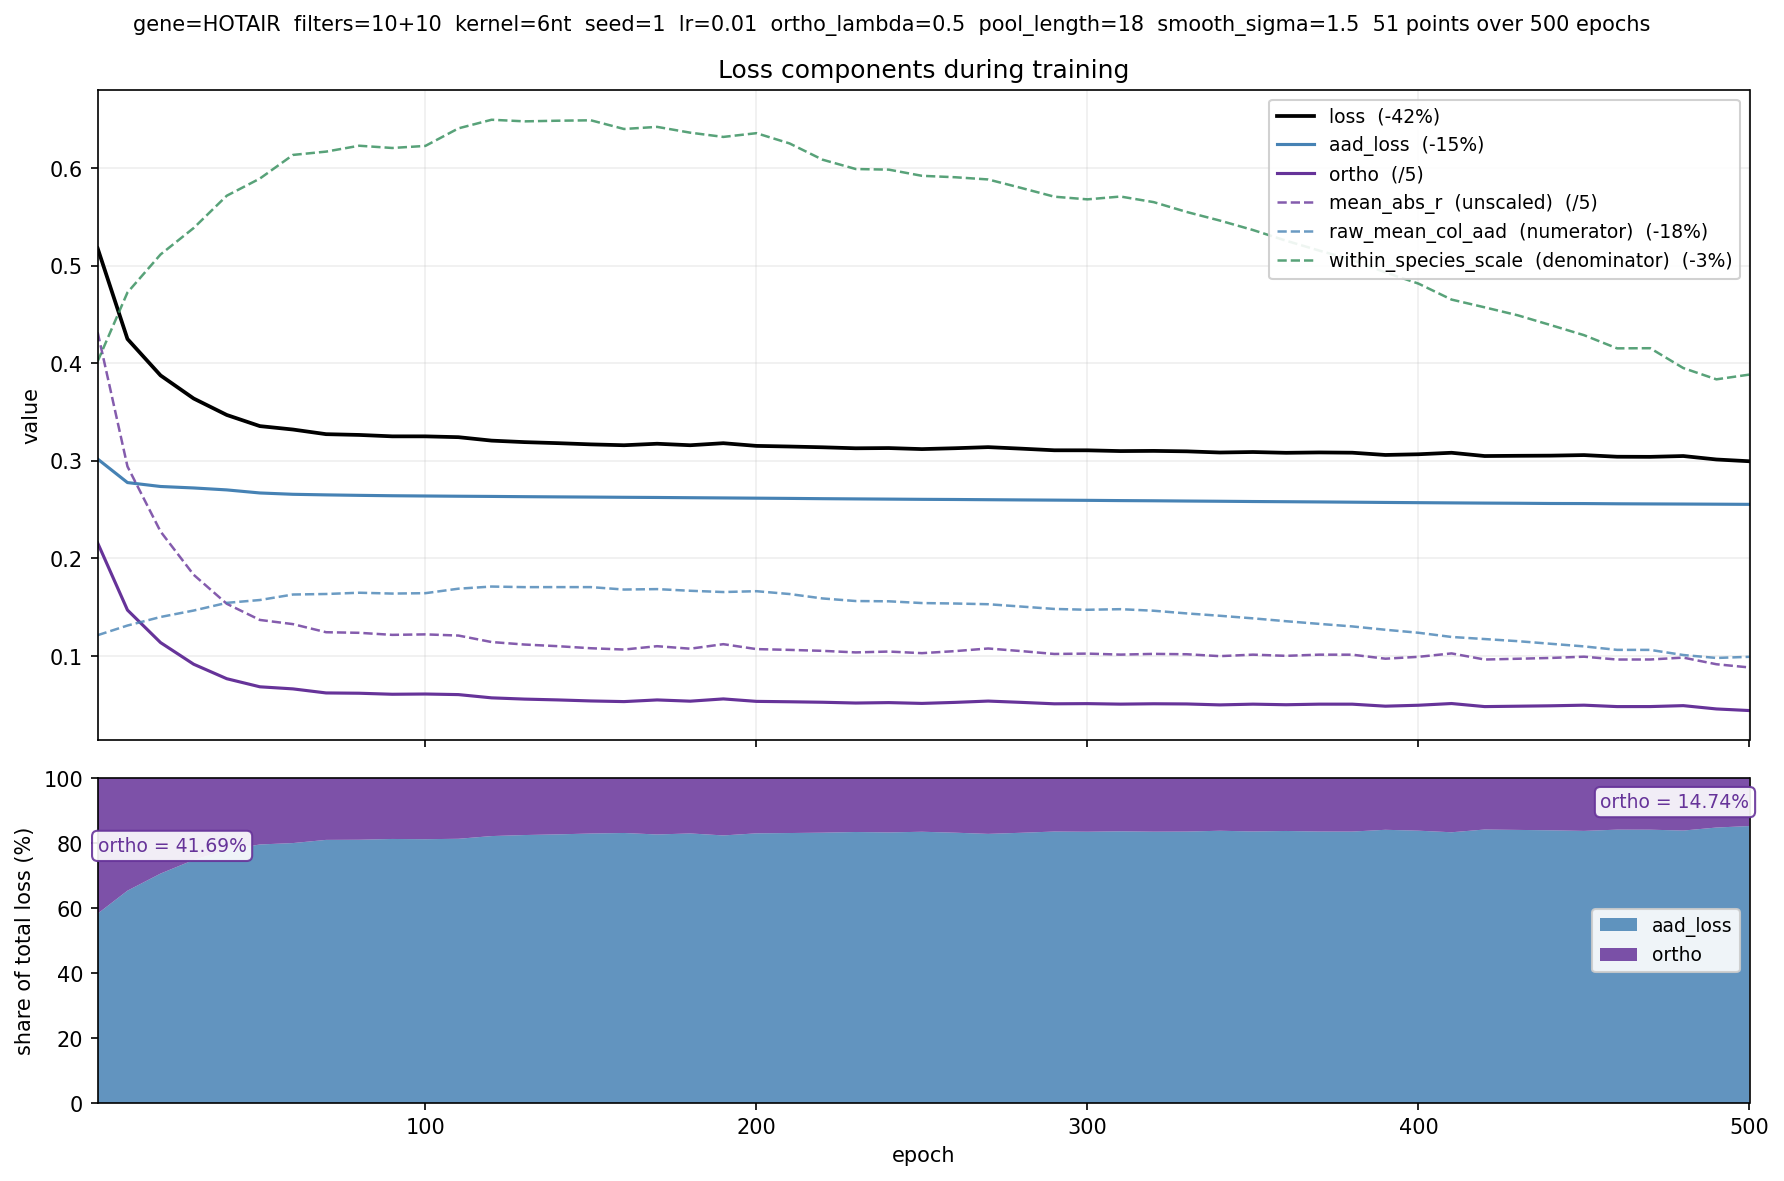 gene=HOTAIR  filters=10+10  kernel=6nt  seed=1  lr=0.01  ortho_lambda=0.5  pool_length=18  smooth_sigma=1.5  51 points over 500 epochs
Loss components during training
loss  (-42%)
aad_loss  (-15%)
ortho  (/5)
mean_abs_r  (unscaled)  (/5)
raw_mean_col_aad  (numerator)  (-18%)
within_species_scale  (denominator)  (-3%)
value
0.6
0.5
0.4
0.3
0.2
0.1
share of total loss (%)
100
80
60
40
20
0
ortho = 41.69%
ortho = 14.74%
aad_loss
ortho
100
200
300
400
500
epoch